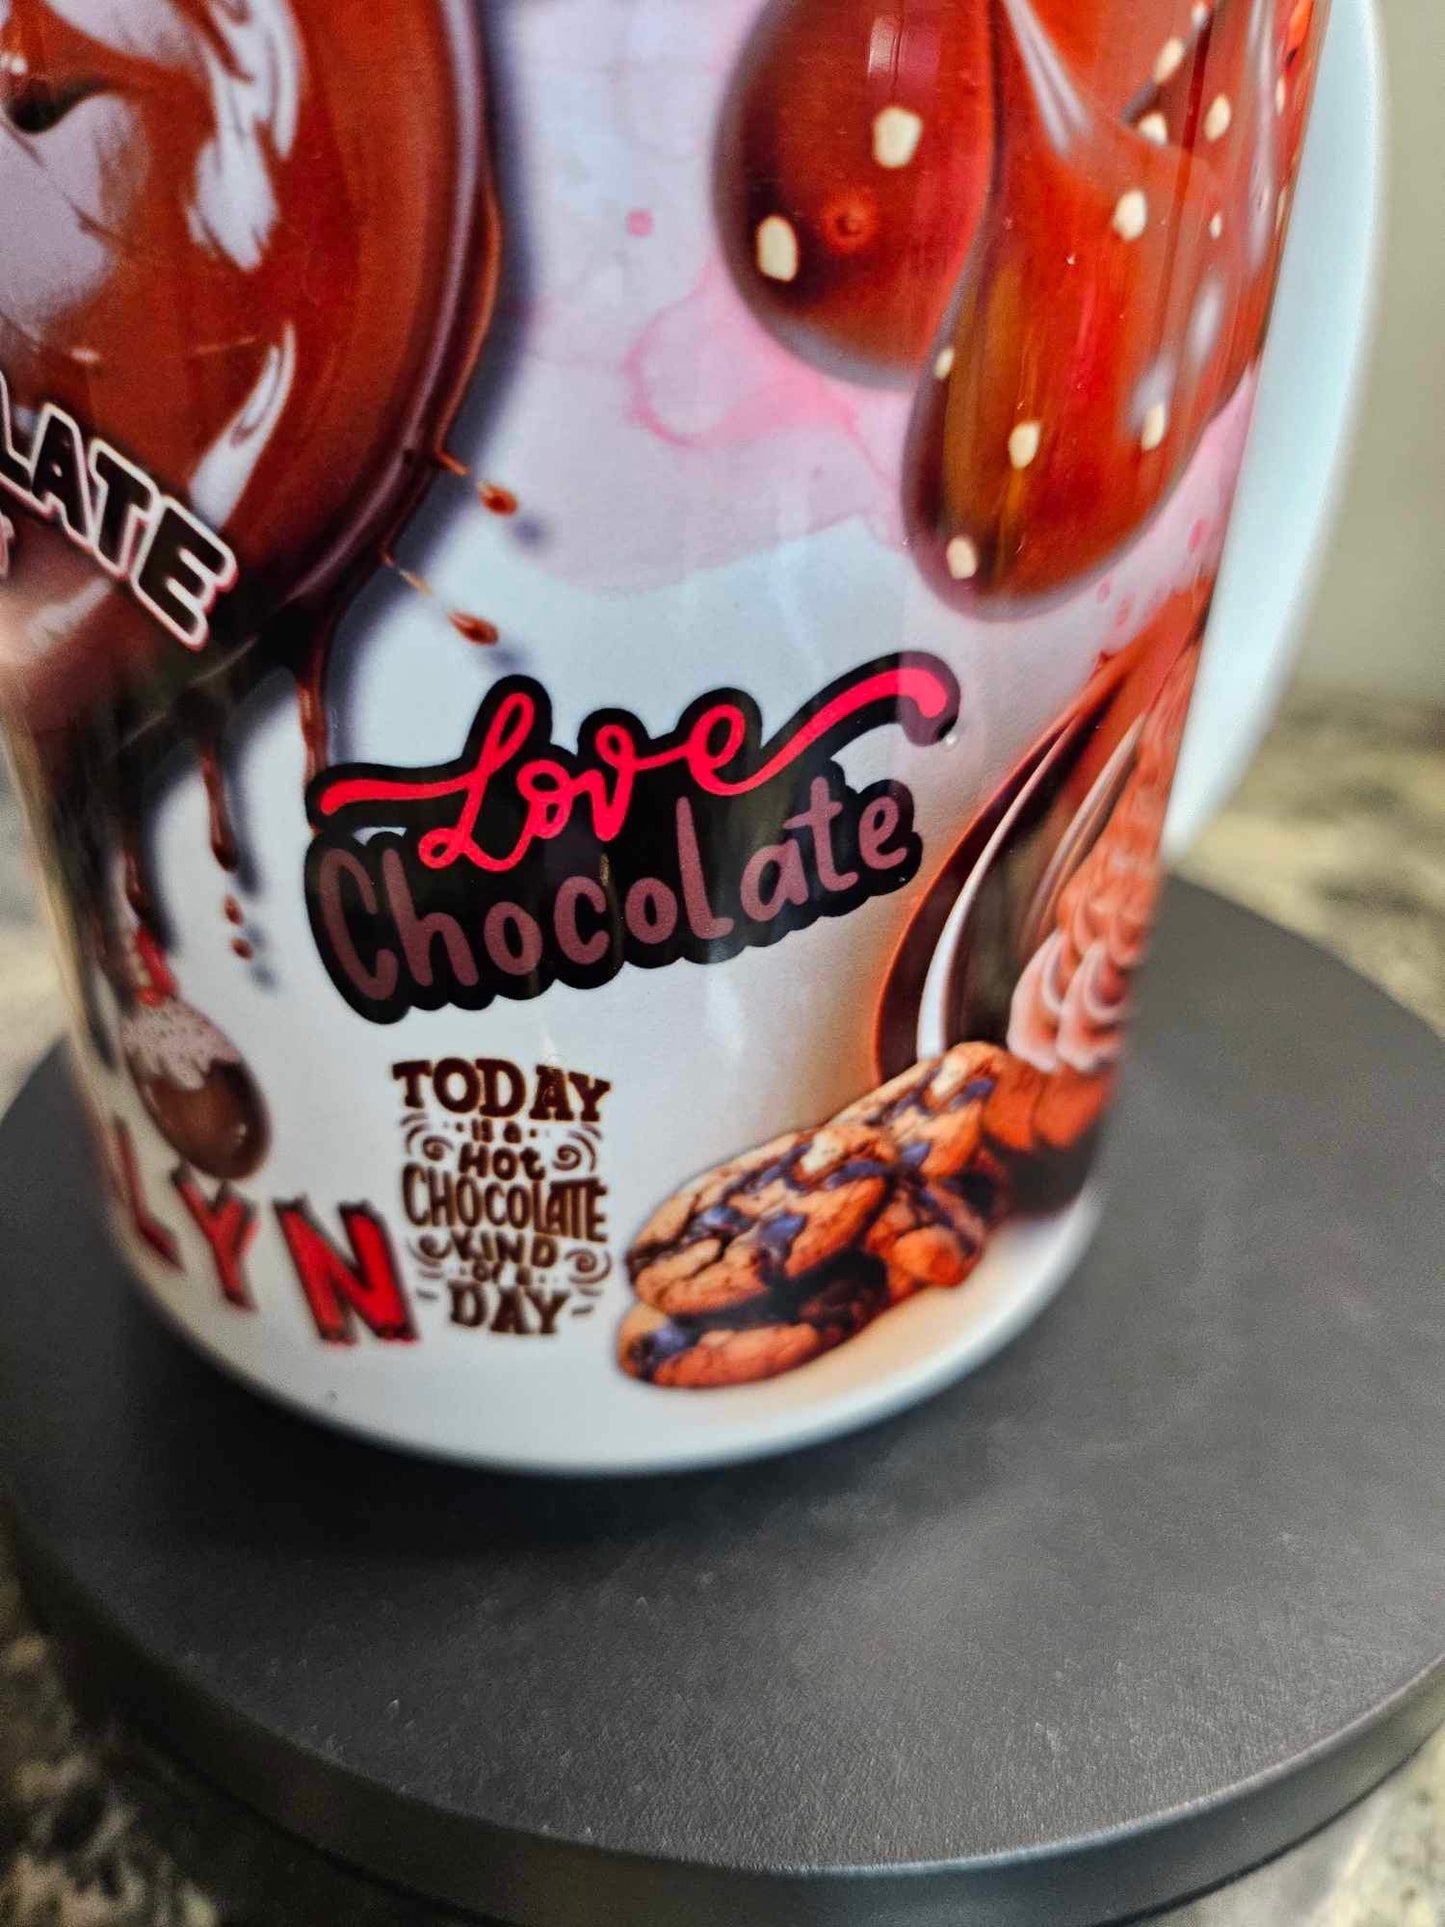 LATE
Love
Chocolate
TODAY
is a
Hot
CHOCOLATE
KIND
of a
DAY
LYN